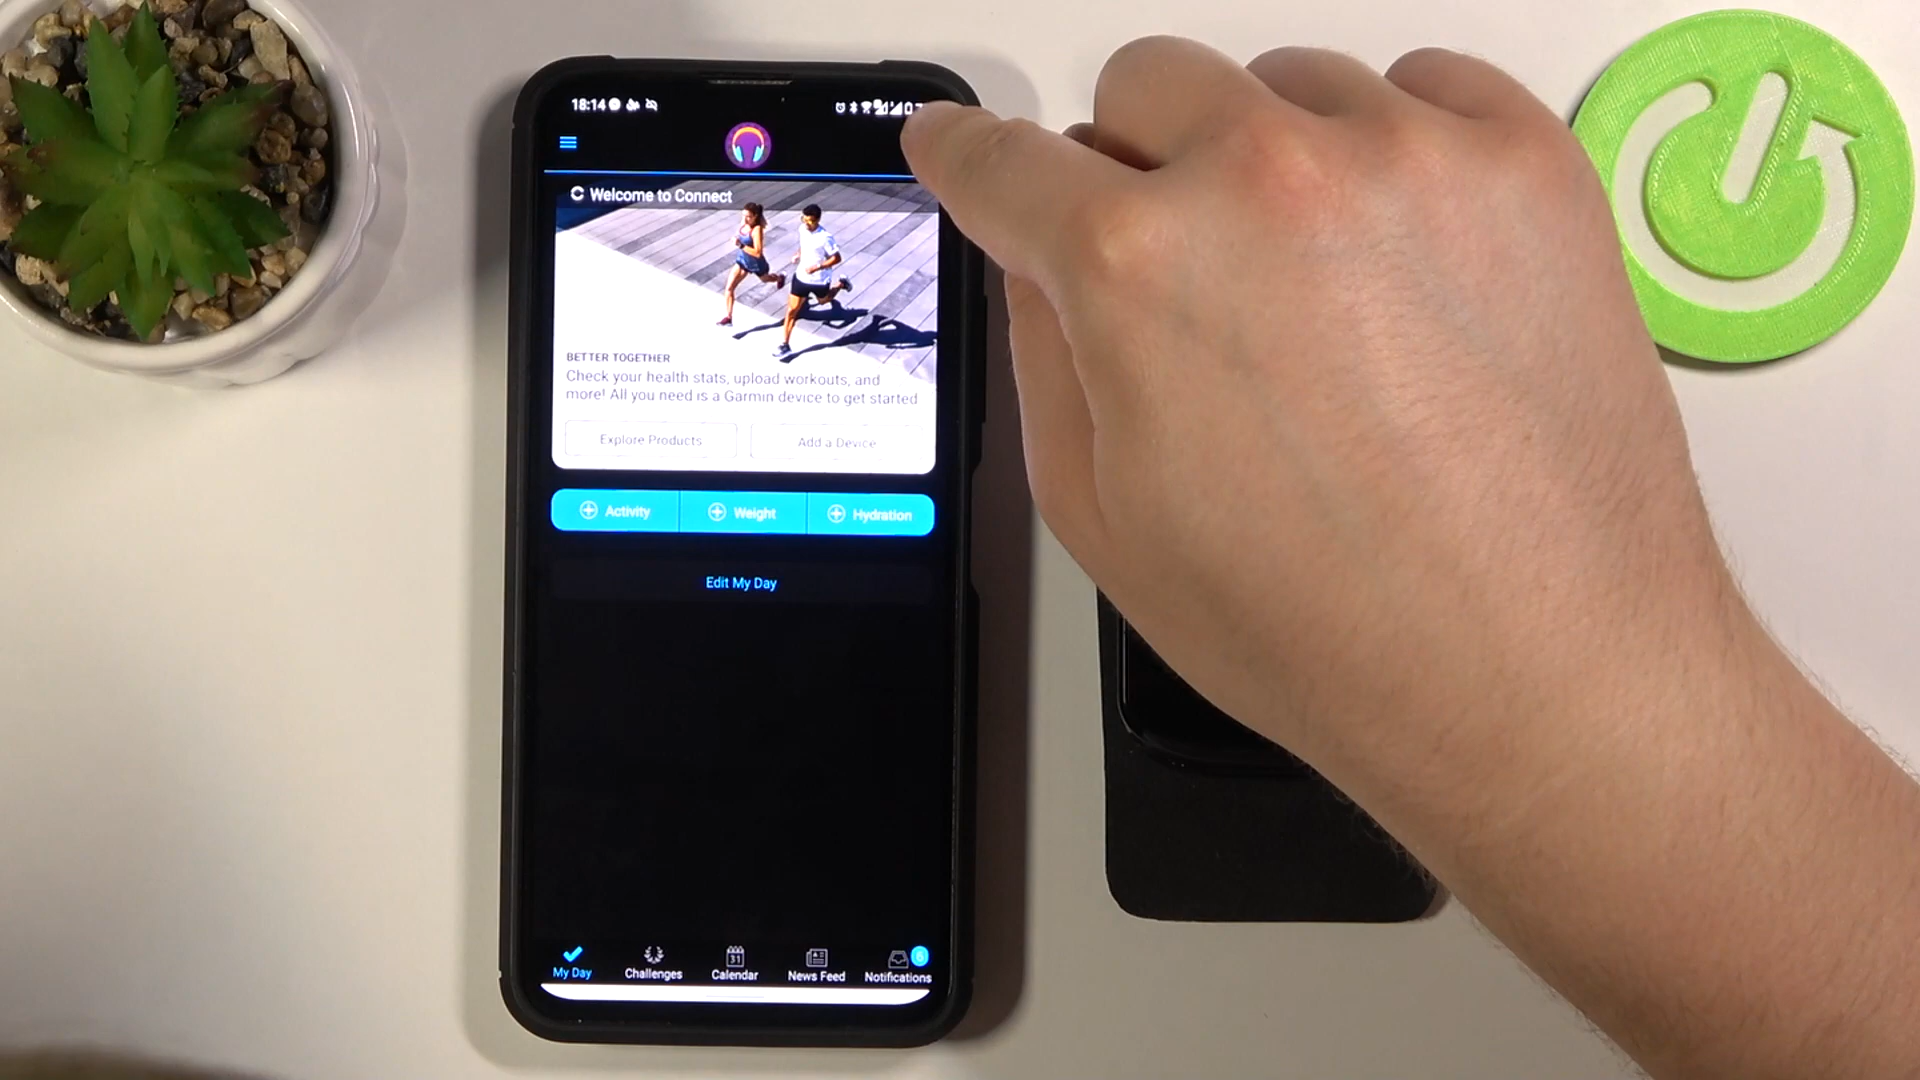 18:14
Welcome to Connect
BETTER TOGETHER
Check your health stats, upload workouts, and
more! All you need is a Garmin device to get started
Explore Products
Add a Device
Activity
Weight
Hydration
Edit My Day
31
6
My Day
Challenges
Calendar
News Feed
Notifications